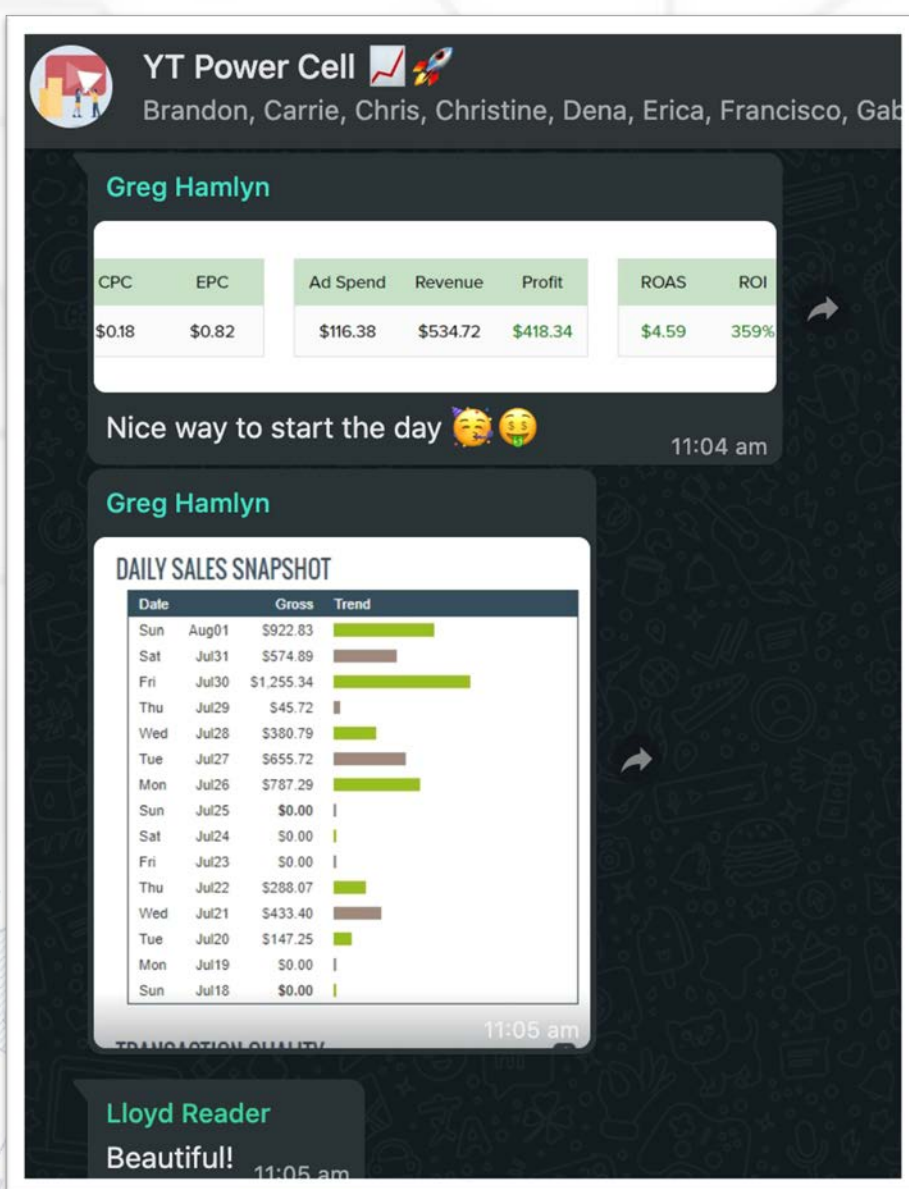 YT Power Cell 📈🚀
Brandon, Carrie, Chris, Christine, Dena, Erica, Francisco, Gab
Greg Hamlyn
CPC EPC Ad Spend Revenue Profit ROAS ROI
$0.18 $0.82 $116.38 $534.72 $418.34 $4.59 359%
Nice way to start the day 🥳🤑
11:04 am
Greg Hamlyn
DAILY SALES SNAPSHOT
Date Gross Trend
Sun Aug01 $922.83
Sat Jul31 $574.89
Fri Jul30 $1,255.34
Thu Jul29 $45.72
Wed Jul28 $380.79
Tue Jul27 $655.72
Mon Jul26 $787.29
Sun Jul25 $0.00
Sat Jul24 $0.00
Fri Jul23 $0.00
Thu Jul22 $288.07
Wed Jul21 $433.40
Tue Jul20 $147.25
Mon Jul19 $0.00
Sun Jul18 $0.00
11:05 am
TRANSACTION QUALITY
Lloyd Reader
Beautiful! 11:05 am